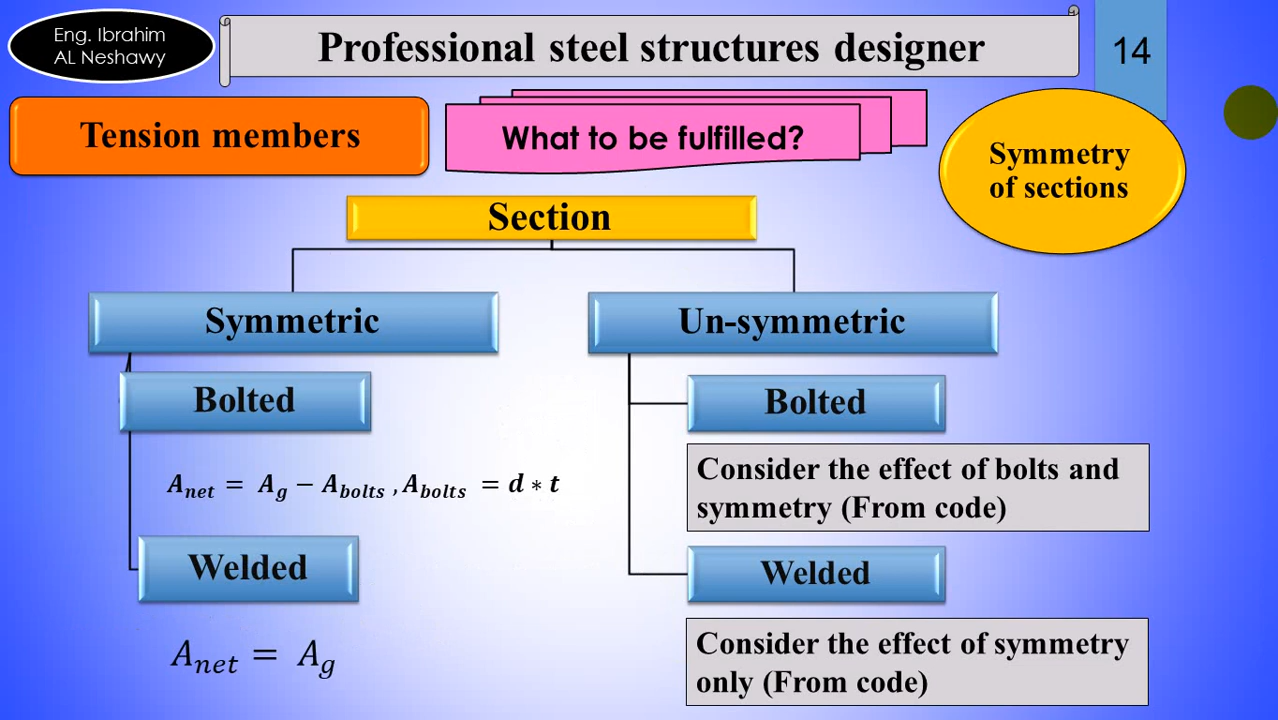 Eng. Ibrahim
AL Neshawy
Professional steel structures designer
14
Tension members
What to be fulfilled?
Symmetry
of sections
Section
Symmetric
Un-symmetric
Bolted
Bolted
A_net = A_g − A_bolts , A_bolts = d ∗ t
Consider the effect of bolts and
symmetry (From code)
Welded
Welded
A_net = A_g
Consider the effect of symmetry
only (From code)